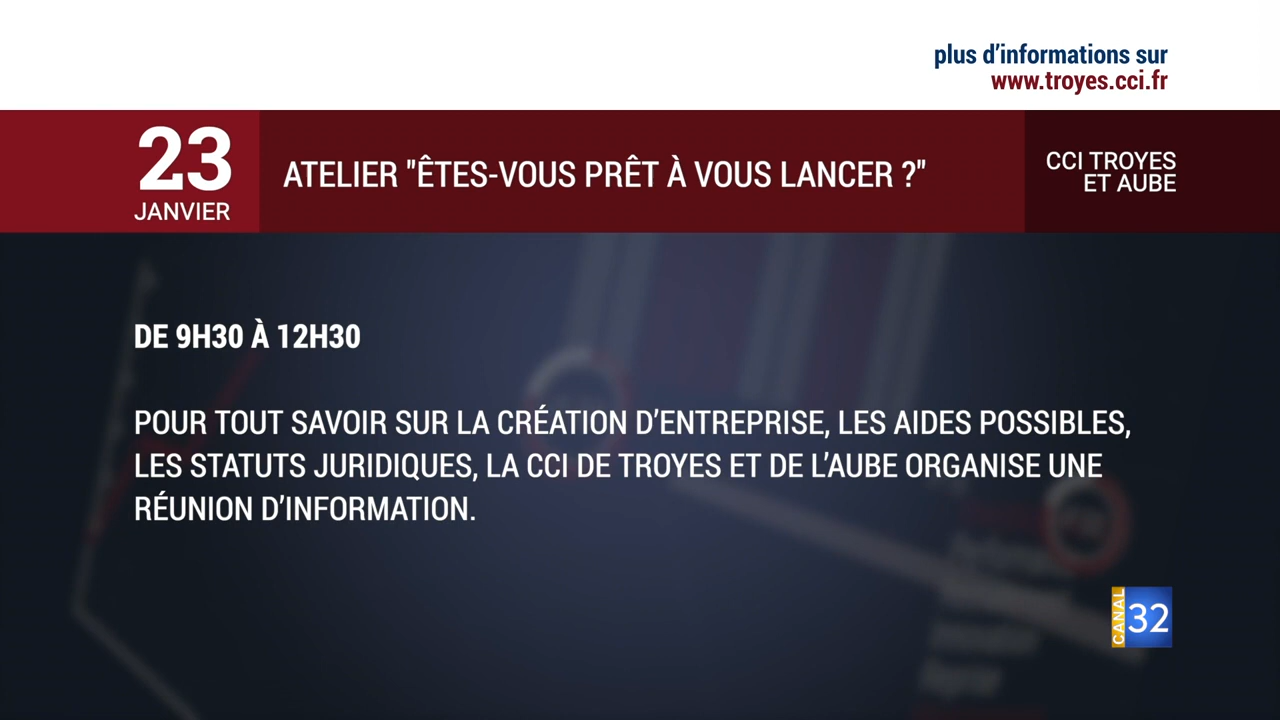 plus d’informations sur
www.troyes.cci.fr
23
JANVIER
ATELIER "ÊTES-VOUS PRÊT À VOUS LANCER ?"
CCI TROYES
ET AUBE
DE 9H30 À 12H30
POUR TOUT SAVOIR SUR LA CRÉATION D’ENTREPRISE, LES AIDES POSSIBLES,
LES STATUTS JURIDIQUES, LA CCI DE TROYES ET DE L’AUBE ORGANISE UNE
RÉUNION D’INFORMATION.
CANAL
32